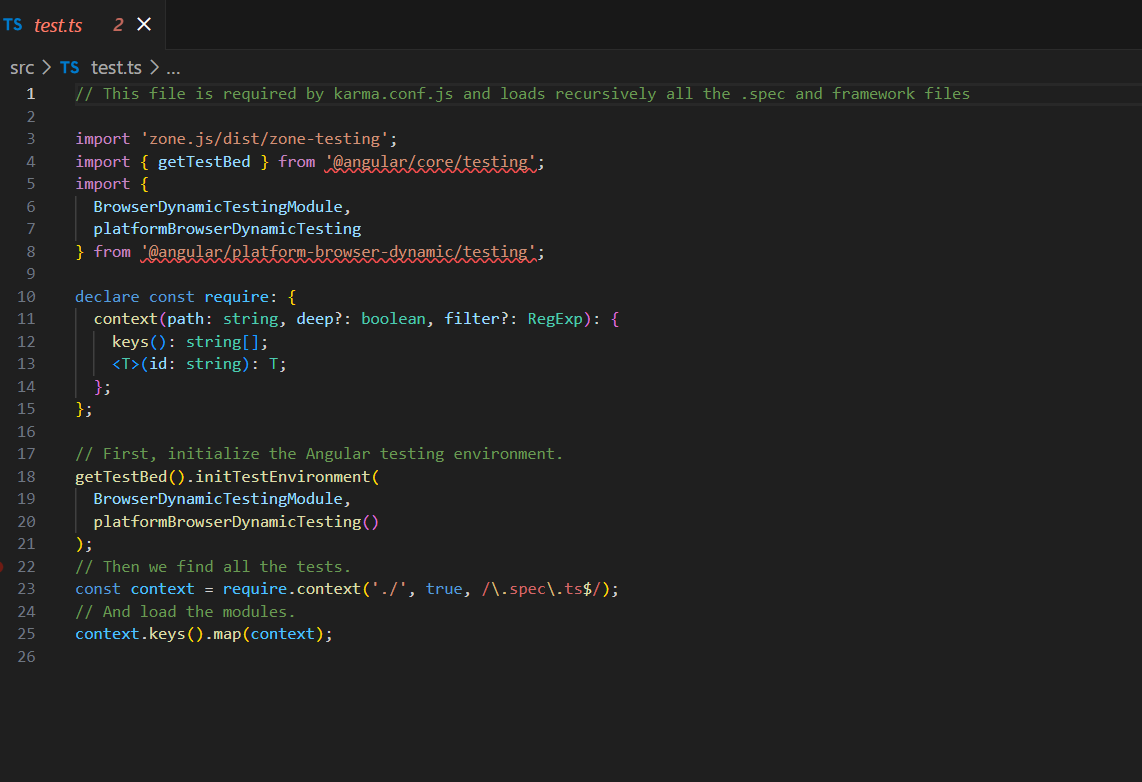 TS test.ts 2
src > TS test.ts > ...
1 // This file is required by karma.conf.js and loads recursively all the .spec and framework files
2
3 import 'zone.js/dist/zone-testing';
4 import { getTestBed } from '@angular/core/testing';
5 import {
6   BrowserDynamicTestingModule,
7   platformBrowserDynamicTesting
8 } from '@angular/platform-browser-dynamic/testing';
9
10 declare const require: {
11   context(path: string, deep?: boolean, filter?: RegExp): {
12     keys(): string[];
13     <T>(id: string): T;
14   };
15 };
16
17 // First, initialize the Angular testing environment.
18 getTestBed().initTestEnvironment(
19   BrowserDynamicTestingModule,
20   platformBrowserDynamicTesting()
21 );
22 // Then we find all the tests.
23 const context = require.context('./', true, /\.spec\.ts$/);
24 // And load the modules.
25 context.keys().map(context);
26